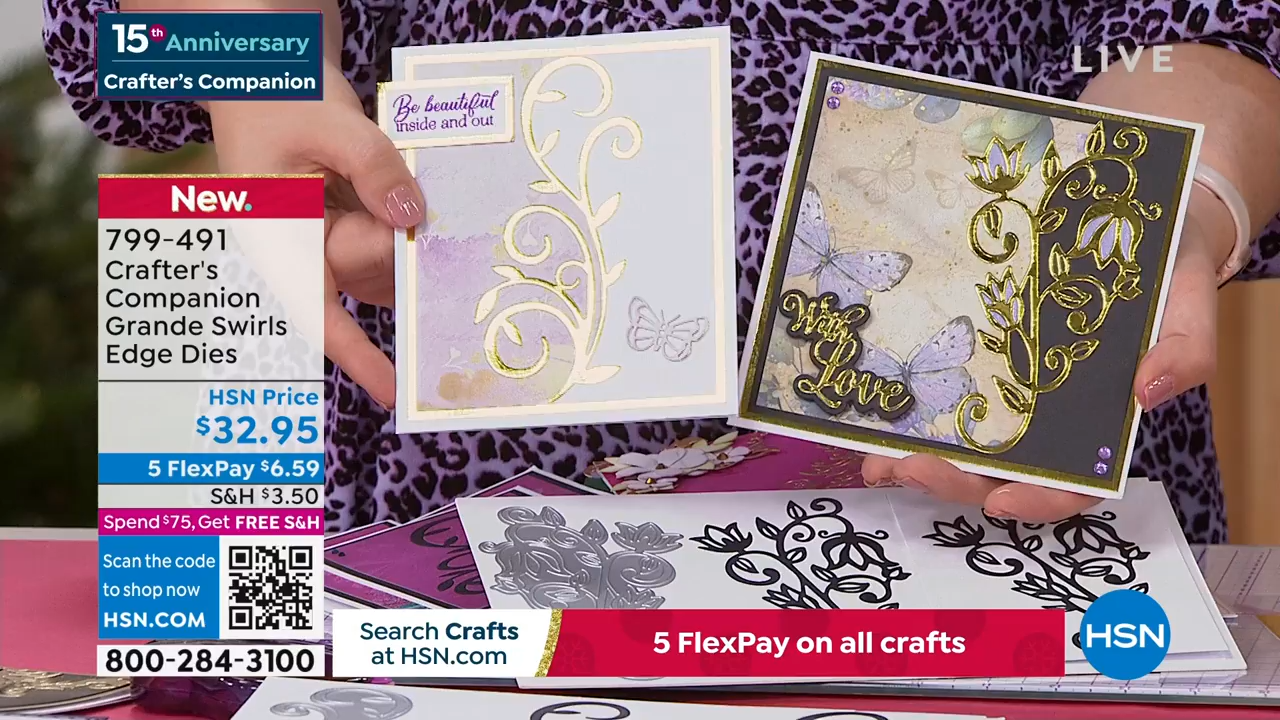 15th Anniversary
Crafter's Companion
LIVE
New.
799-491
Crafter's
Companion
Grande Swirls
Edge Dies
HSN Price
$32.95
5 FlexPay $6.59
S&H $3.50
Spend $75, Get FREE S&H
Scan the code
to shop now
HSN.COM
800-284-3100
Be beautiful
inside and out
With
Love
Search Crafts
at HSN.com
5 FlexPay on all crafts
HSN